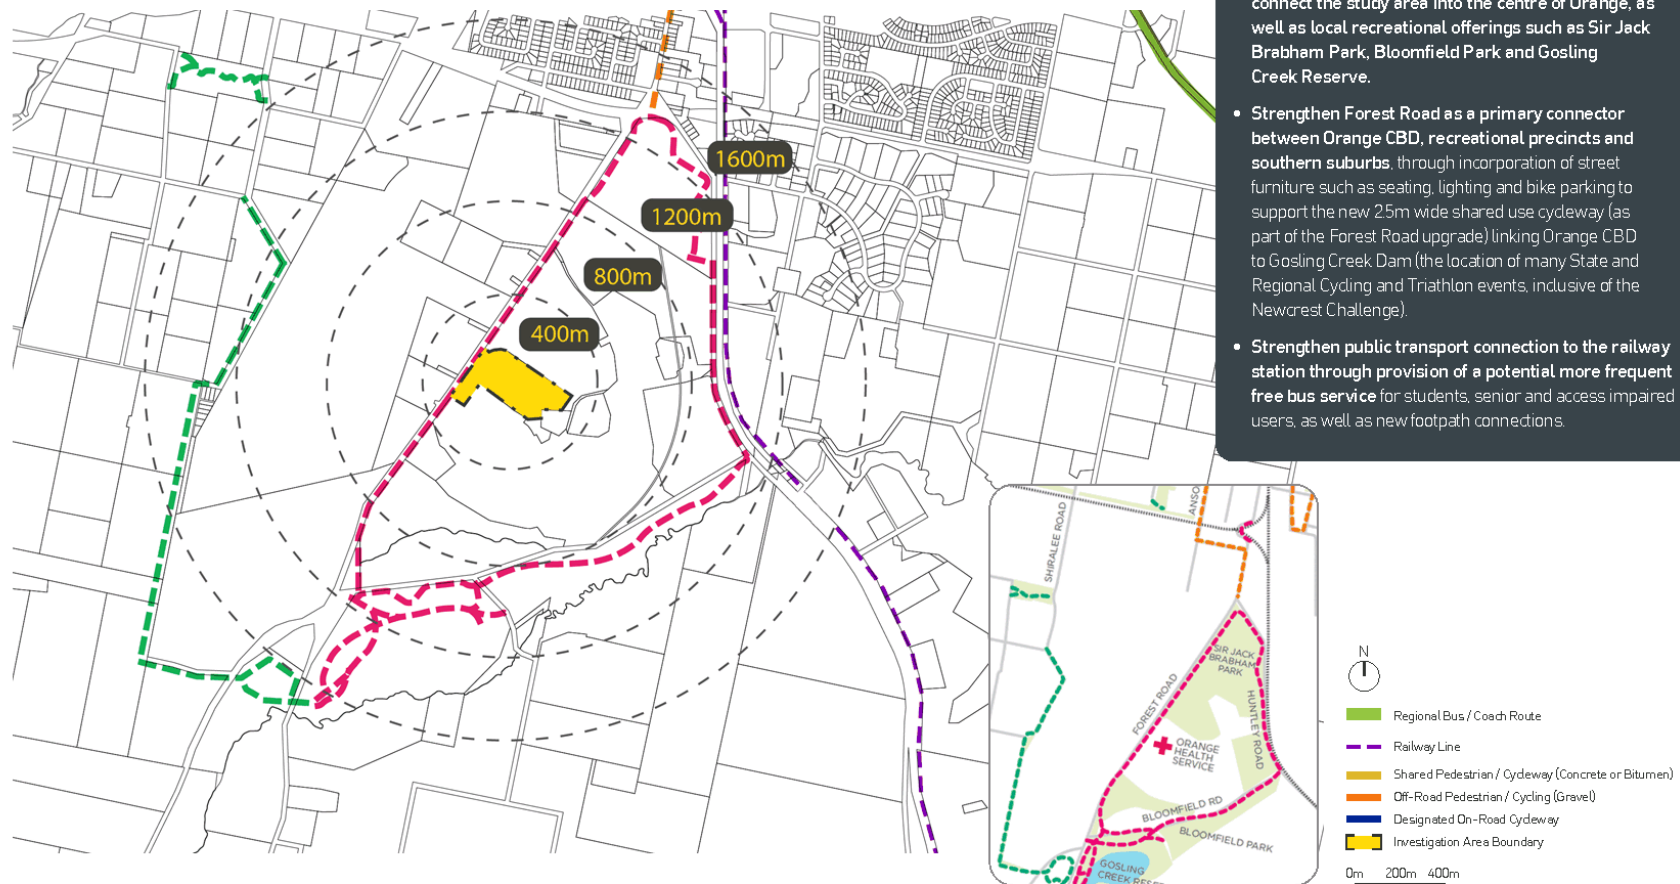 connect the study area into the centre of Orange, as
well as local recreational offerings such as Sir Jack
Brabham Park, Bloomfield Park and Gosling
Creek Reserve.
• Strengthen Forest Road as a primary connector
between Orange CBD, recreational precincts and
southern suburbs, through incorporation of street
furniture such as seating, lighting and bike parking to
support the new 2.5m wide shared use cycleway (as
part of the Forest Road upgrade) linking Orange CBD
to Gosling Creek Dam (the location of many State and
Regional Cycling and Triathlon events, inclusive of the
Newcrest Challenge).
• Strengthen public transport connection to the railway
station through provision of a potential more frequent
free bus service for students, senior and access impaired
users, as well as new footpath connections.
1600m
1200m
800m
400m
SHIRALEE ROAD
ANSO
SIR JACK
BRABHAM
PARK
FOREST ROAD
HUNTLEY ROAD
ORANGE
HEALTH
SERVICE
BLOOMFIELD RD
BLOOMFIELD PARK
GOSLING
CREEK RESE
N
Regional Bus / Coach Route
Railway Line
Shared Pedestrian / Cycleway (Concrete or Bitumen)
Off-Road Pedestrian / Cycling (Gravel)
Designated On-Road Cycleway
Investigation Area Boundary
0m 200m 400m